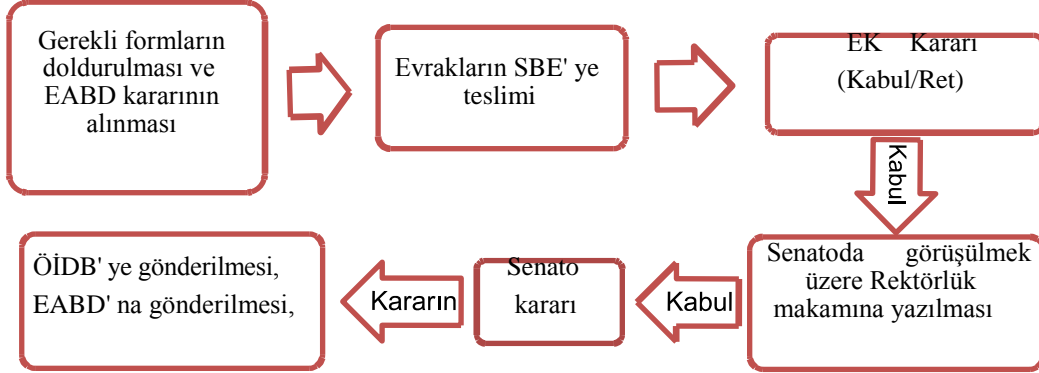 Gerekli formların
doldurulması ve
EABD kararının
alınması
Evrakların SBE' ye
teslimi
EK Kararı
(Kabul/Ret)
Kabul
Senatoda görüşülmek
üzere Rektörlük
makamına yazılması
Kabul
Senato
kararı
Kararın
ÖİDB' ye gönderilmesi,
EABD' na gönderilmesi,